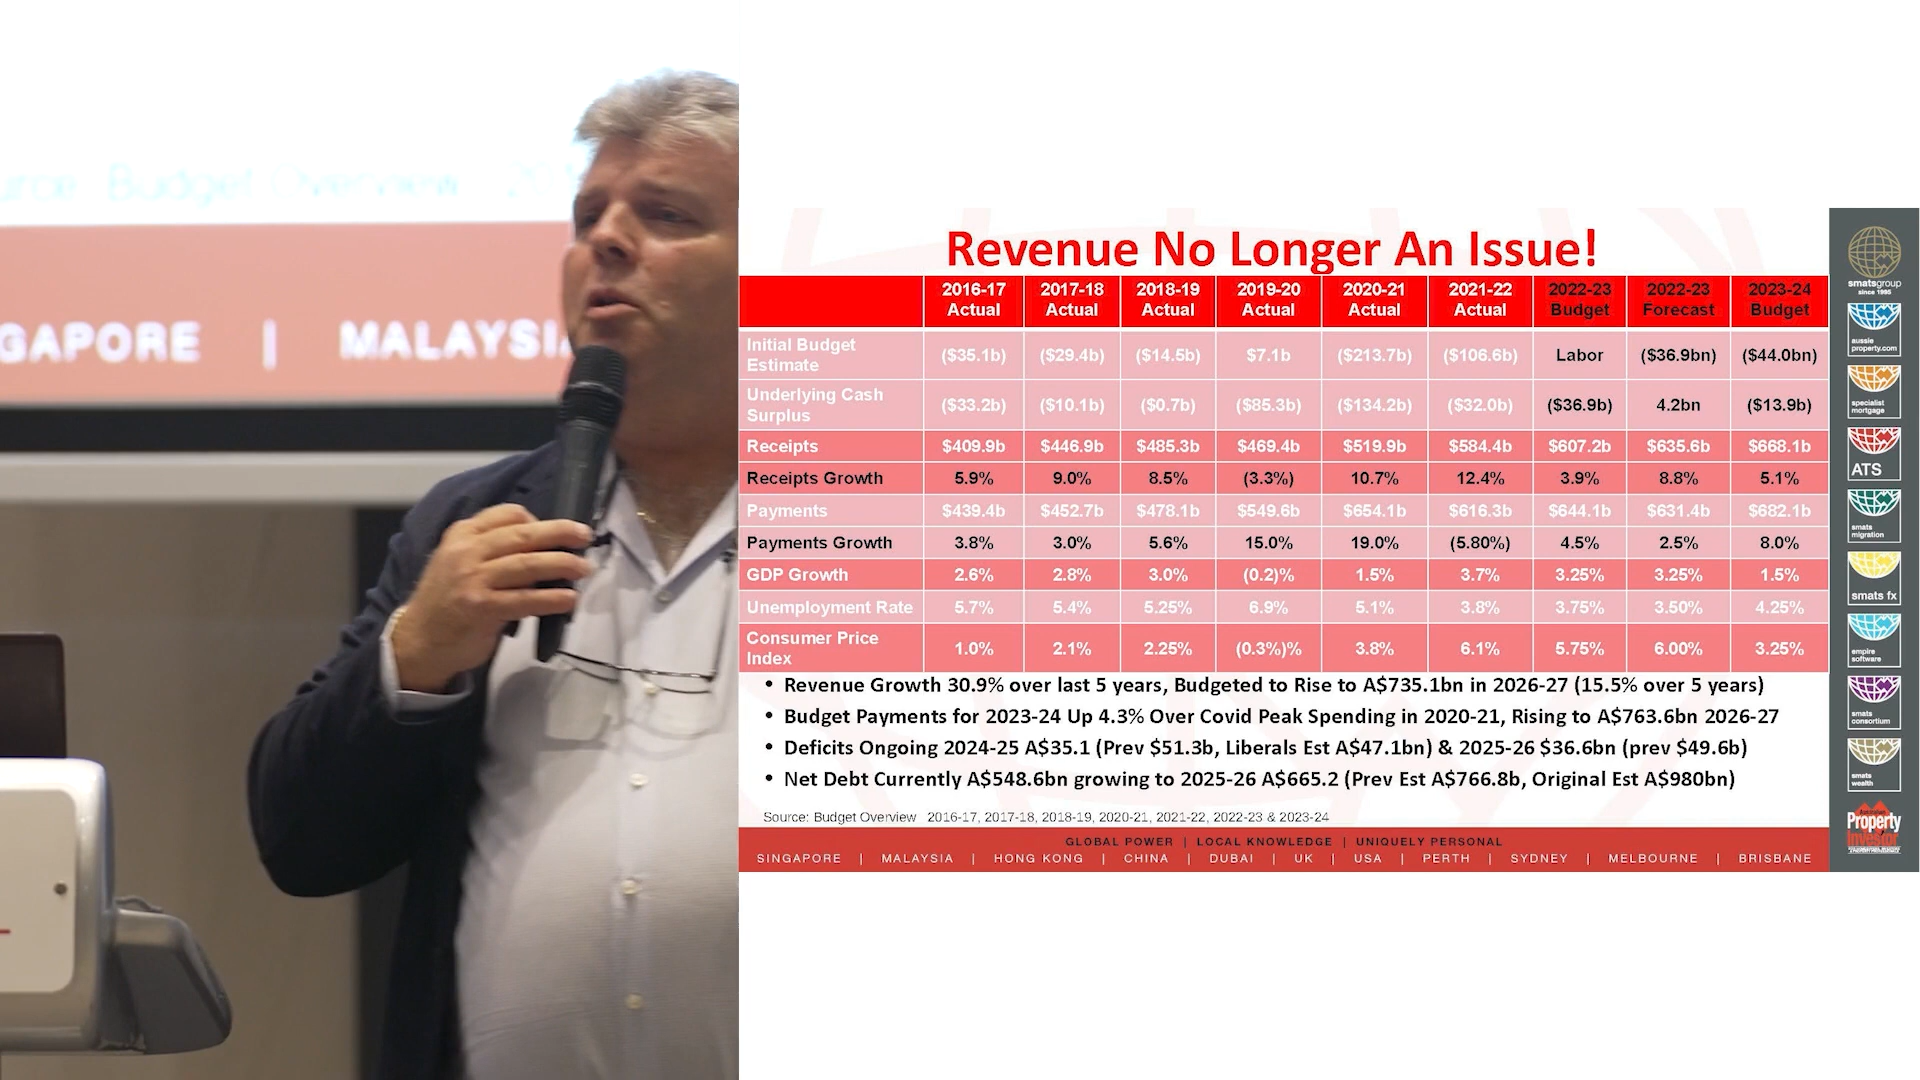 Budget Overview
GAPORE | MALAYSIA
Revenue No Longer An Issue!
2016-17 Actual 2017-18 Actual 2018-19 Actual 2019-20 Actual 2020-21 Actual 2021-22 Actual 2022-23 Budget 2022-23 Forecast 2023-24 Budget
Initial Budget Estimate ($35.1b) ($29.4b) ($14.5b) $7.1b ($213.7b) ($106.6b) Labor ($36.9bn) ($44.0bn)
Underlying Cash Surplus ($33.2b) ($10.1b) ($0.7b) ($85.3b) ($134.2b) ($32.0b) ($36.9b) 4.2bn ($13.9b)
Receipts $409.9b $446.9b $485.3b $469.4b $519.9b $584.4b $607.2b $635.6b $668.1b
Receipts Growth 5.9% 9.0% 8.5% (3.3%) 10.7% 12.4% 3.9% 8.8% 5.1%
Payments $439.4b $452.7b $478.1b $549.6b $654.1b $616.3b $644.1b $631.4b $682.1b
Payments Growth 3.8% 3.0% 5.6% 15.0% 19.0% (5.80%) 4.5% 2.5% 8.0%
GDP Growth 2.6% 2.8% 3.0% (0.2)% 1.5% 3.7% 3.25% 3.25% 1.5%
Unemployment Rate 5.7% 5.4% 5.25% 6.9% 5.1% 3.8% 3.75% 3.50% 4.25%
Consumer Price Index 1.0% 2.1% 2.25% (0.3%)% 3.8% 6.1% 5.75% 6.00% 3.25%
• Revenue Growth 30.9% over last 5 years, Budgeted to Rise to A$735.1bn in 2026-27 (15.5% over 5 years)
• Budget Payments for 2023-24 Up 4.3% Over Covid Peak Spending in 2020-21, Rising to A$763.6bn 2026-27
• Deficits Ongoing 2024-25 A$35.1 (Prev $51.3b, Liberals Est A$47.1bn) & 2025-26 $36.6bn (prev $49.6b)
• Net Debt Currently A$548.6bn growing to 2025-26 A$665.2 (Prev Est A$766.8b, Original Est A$980bn)
Source: Budget Overview 2016-17, 2017-18, 2018-19, 2020-21, 2021-22, 2022-23 & 2023-24
GLOBAL POWER | LOCAL KNOWLEDGE | UNIQUELY PERSONAL
SINGAPORE | MALAYSIA | HONG KONG | CHINA | DUBAI | UK | USA | PERTH | SYDNEY | MELBOURNE | BRISBANE
smatsgroup
since 1995
aussie
property.com
specialist
mortgage
ATS
smats
migration
smats fx
empire
software
smats
consortium
smats
wealth
Property
Investor